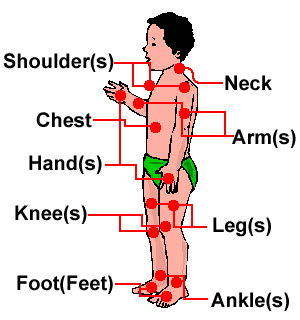 Shoulder(s)
Neck
Chest
Arm(s)
Hand(s)
Knee(s)
Leg(s)
Foot(Feet)
Ankle(s)